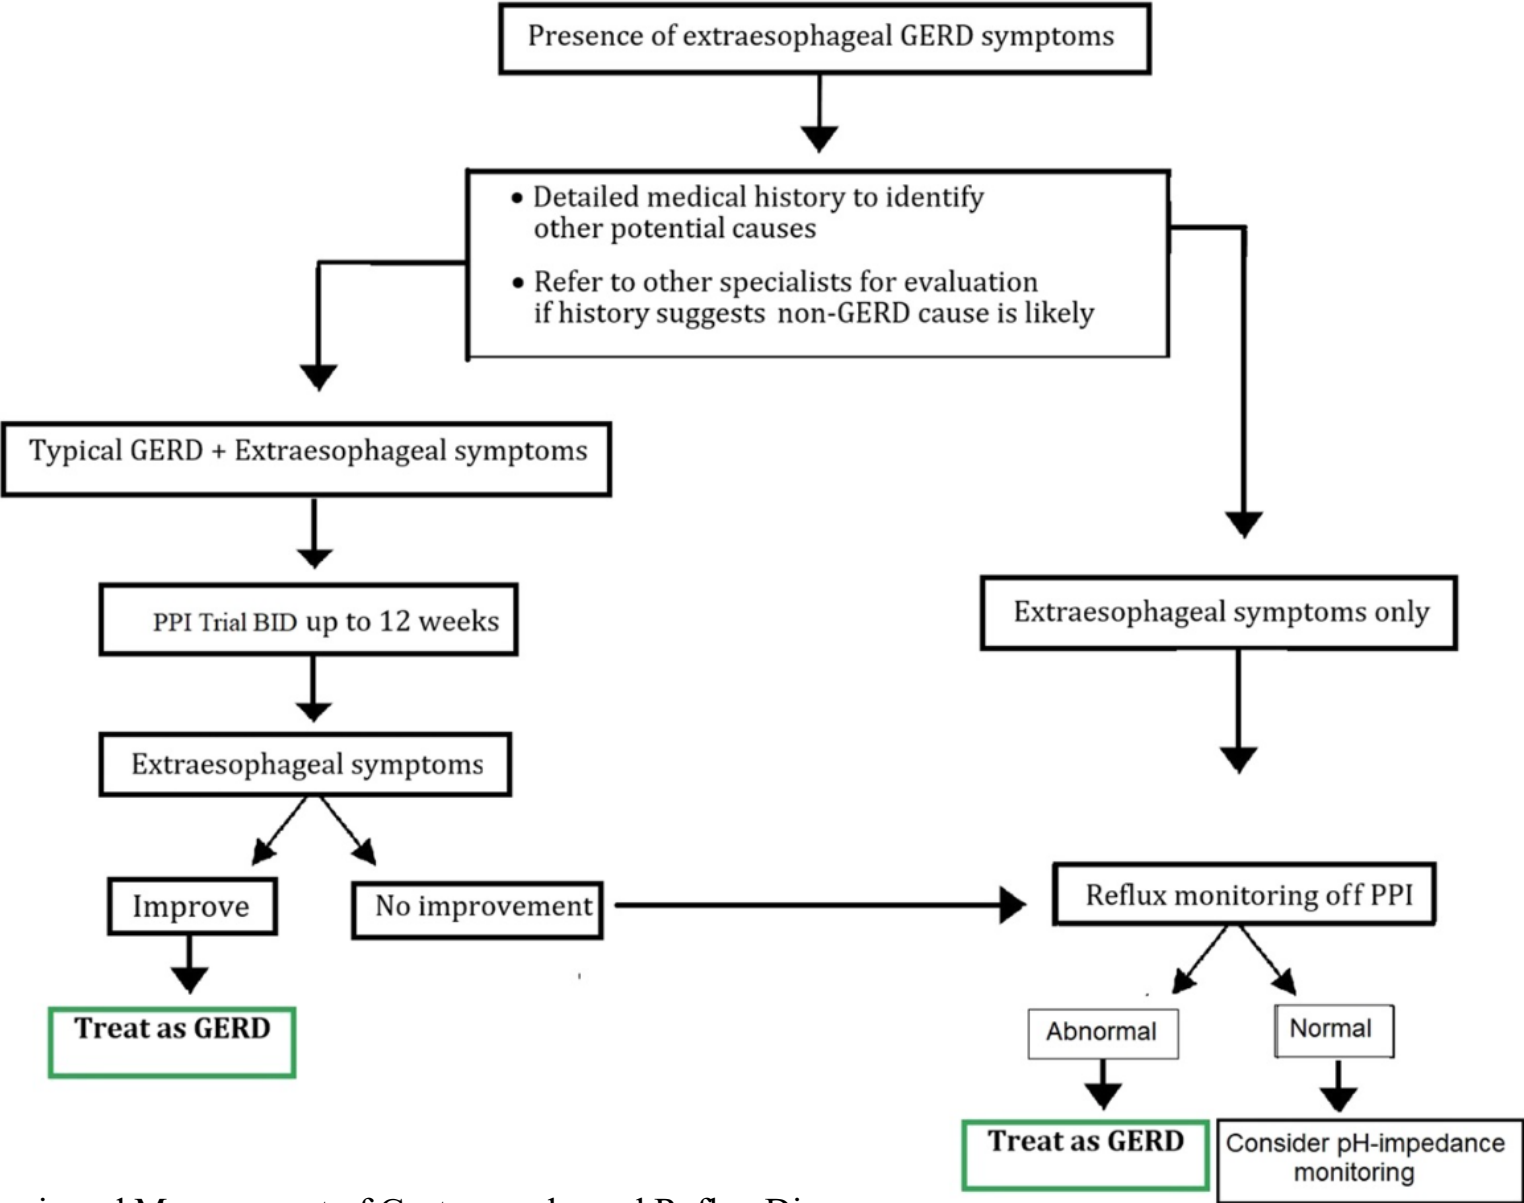 Presence of extraesophageal GERD symptoms
• Detailed medical history to identify
other potential causes
• Refer to other specialists for evaluation
if history suggests non-GERD cause is likely
Typical GERD + Extraesophageal symptoms
PPI Trial BID up to 12 weeks
Extraesophageal symptoms only
Extraesophageal symptoms
Improve
No improvement
Reflux monitoring off PPI
Treat as GERD
Abnormal
Normal
Treat as GERD
Consider pH-impedance
monitoring